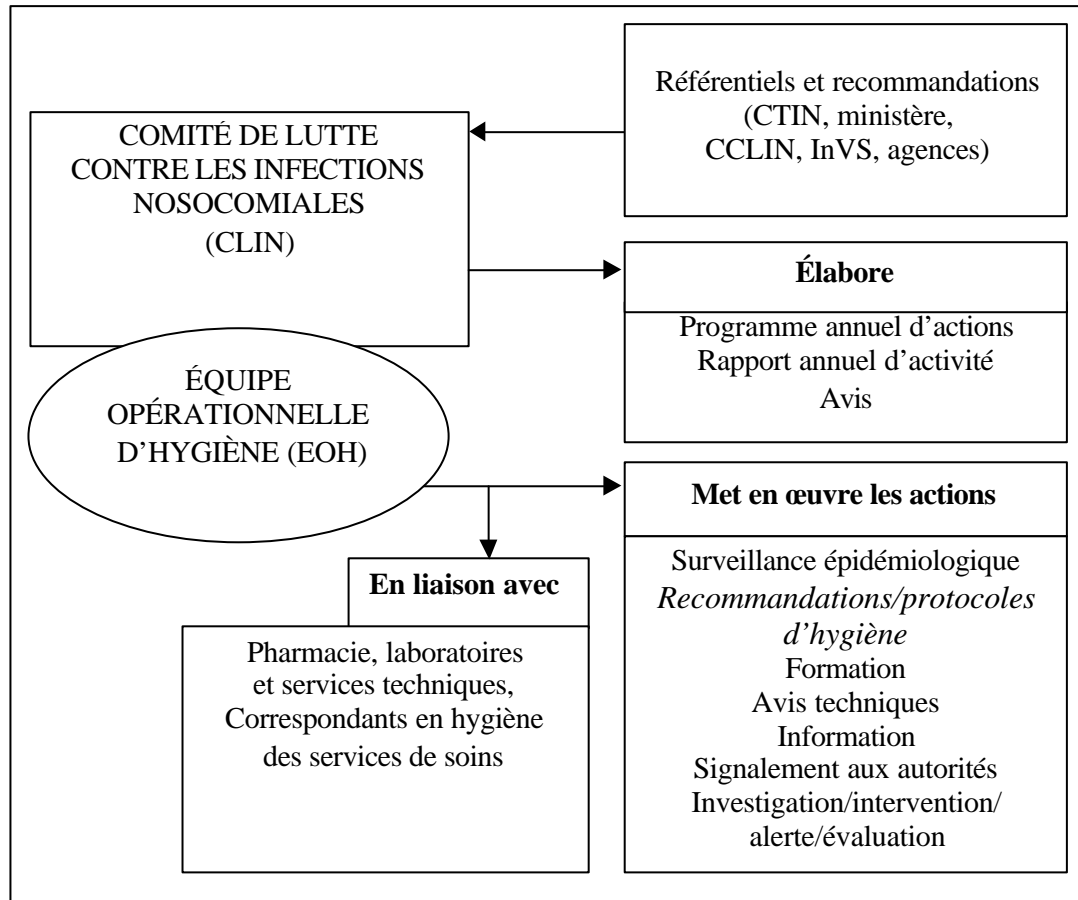 COMITÉ DE LUTTE
CONTRE LES INFECTIONS
NOSOCOMIALES
(CLIN)
Référentiels et recommandations
(CTIN, ministère,
CCLIN, InVS, agences)
Élabore
Programme annuel d’actions
Rapport annuel d’activité
Avis
ÉQUIPE
OPÉRATIONNELLE
D’HYGIÈNE (EOH)
Met en œuvre les actions
Surveillance épidémiologique
Recommandations/protocoles
d’hygiène
Formation
Avis techniques
Information
Signalement aux autorités
Investigation/intervention/
alerte/évaluation
En liaison avec
Pharmacie, laboratoires
et services techniques,
Correspondants en hygiène
des services de soins